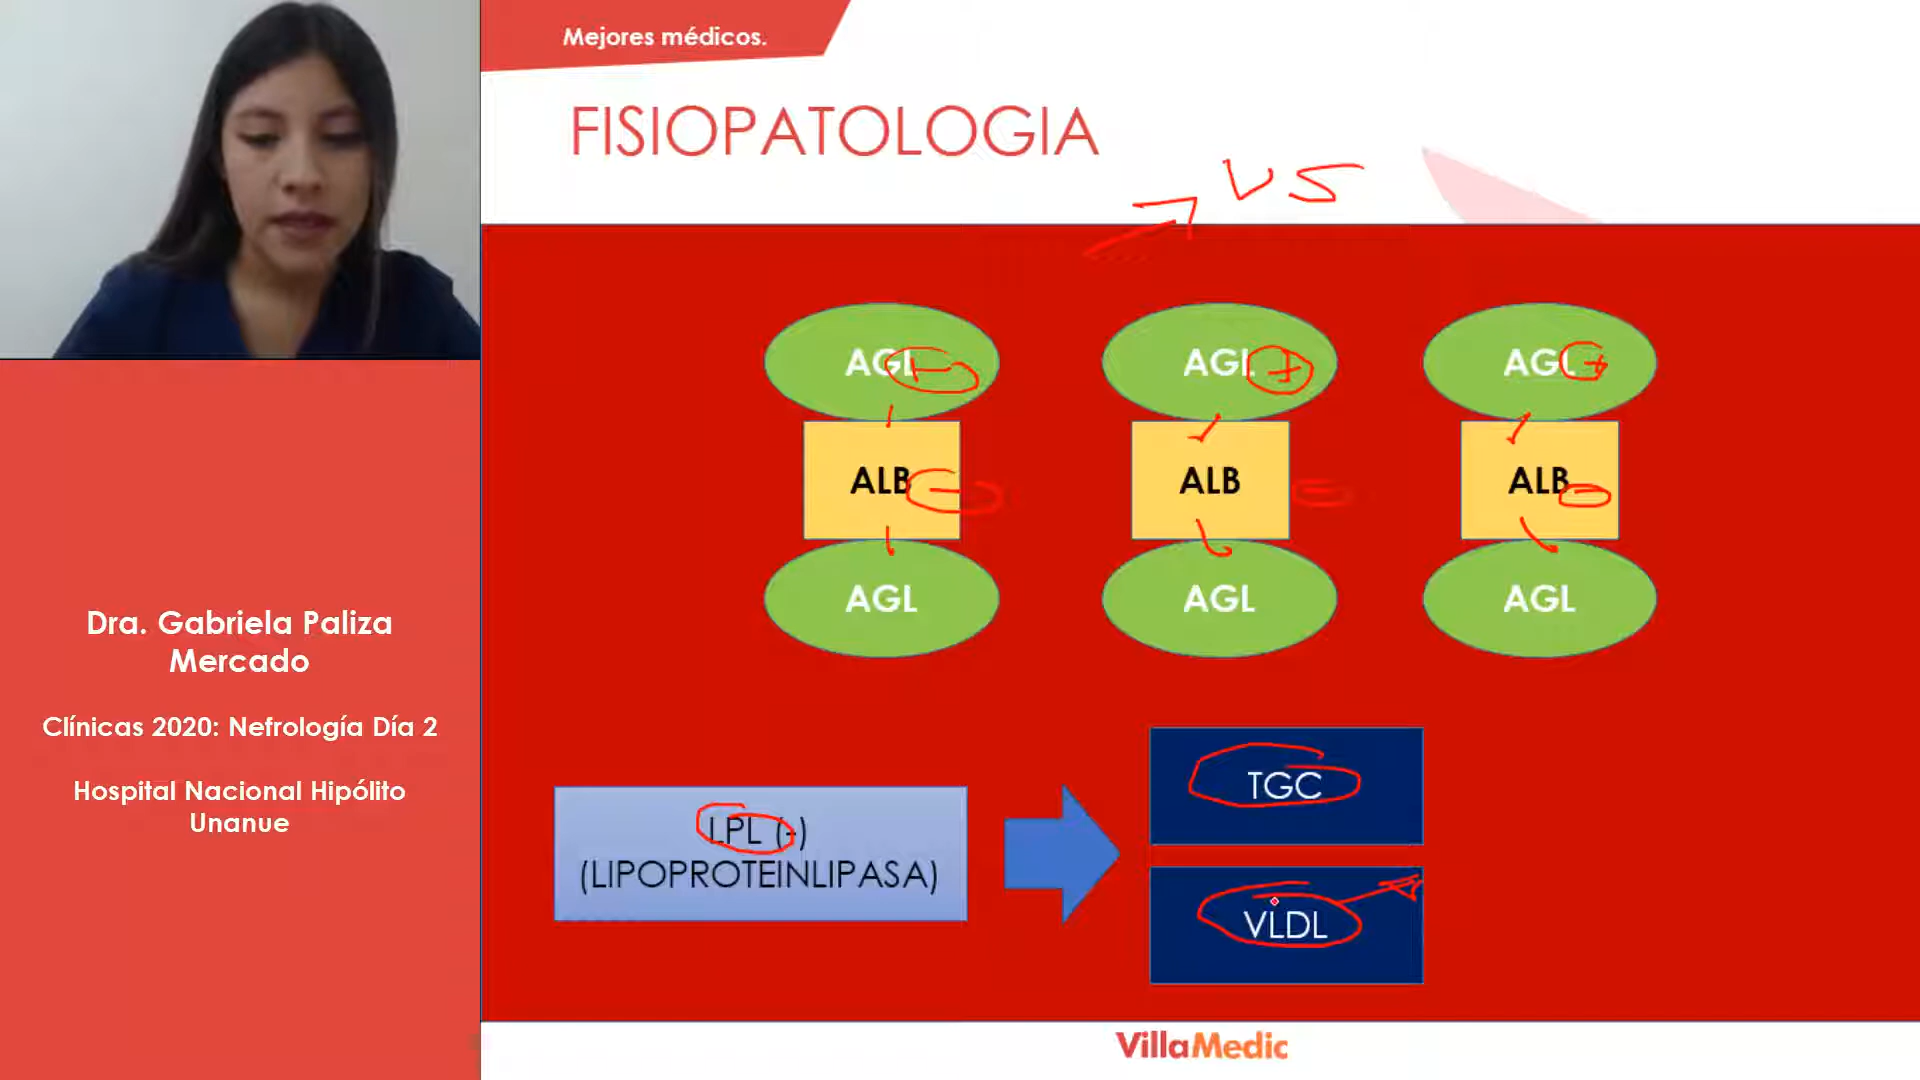 Mejores médicos.
FISIOPATOLOGIA
VS
AGL - AGL + AGL +
ALB - ALB - ALB -
AGL AGL AGL
LPL (-)
(LIPOPROTEINLIPASA)
TGC
VLDL
Dra. Gabriela Paliza
Mercado
Clínicas 2020: Nefrología Día 2
Hospital Nacional Hipólito
Unanue
VillaMedic